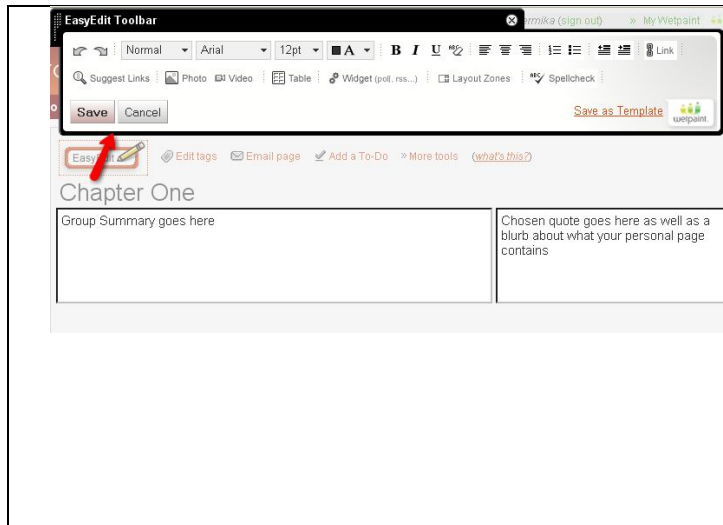 EasyEdit Toolbar
ermika (sign out) » My Wetpaint
Normal Arial 12pt A B I U ABC Link
Suggest Links Photo Video Table Widget (poll, rss...) Layout Zones ABC Spellcheck
Save Cancel Save as Template wetpaint
EasyEdit Edit tags Email page Add a To-Do » More tools (what's this?)
Chapter One
Group Summary goes here
Chosen quote goes here as well as a
blurb about what your personal page
contains